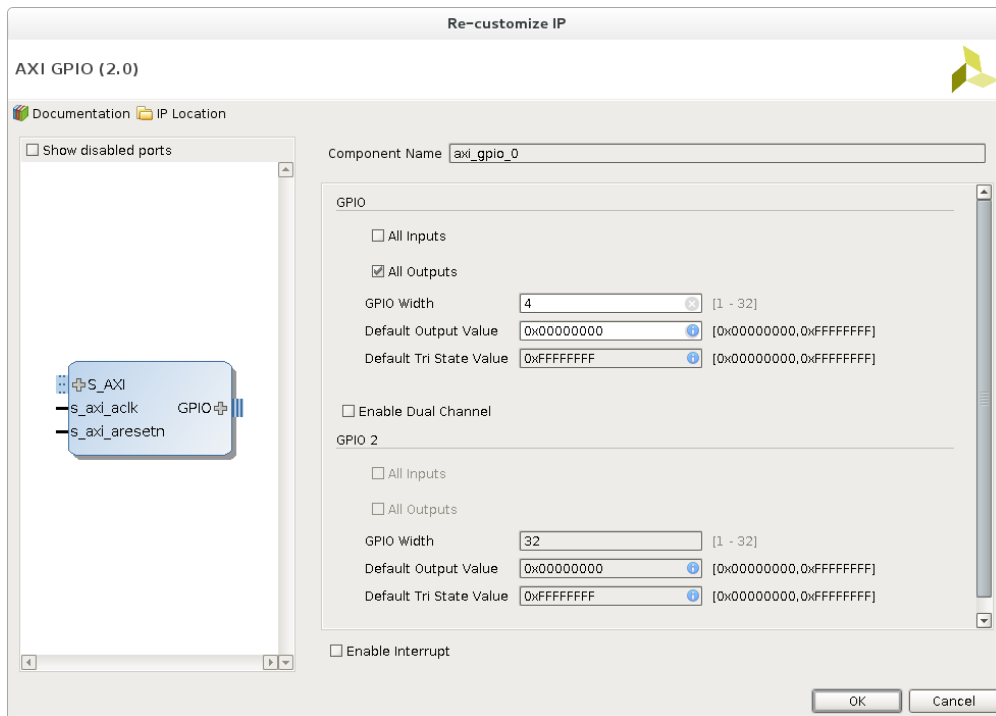 Re-customize IP
AXI GPIO (2.0)
Documentation IP Location
Show disabled ports
S_AXI
s_axi_aclk GPIO
s_axi_aresetn
Component Name axi_gpio_0
GPIO
All Inputs
All Outputs
GPIO Width 4 [1 - 32]
Default Output Value 0x00000000 [0x00000000,0xFFFFFFFF]
Default Tri State Value 0xFFFFFFFF [0x00000000,0xFFFFFFFF]
Enable Dual Channel
GPIO 2
All Inputs
All Outputs
GPIO Width 32 [1 - 32]
Default Output Value 0x00000000 [0x00000000,0xFFFFFFFF]
Default Tri State Value 0xFFFFFFFF [0x00000000,0xFFFFFFFF]
Enable Interrupt
OK Cancel